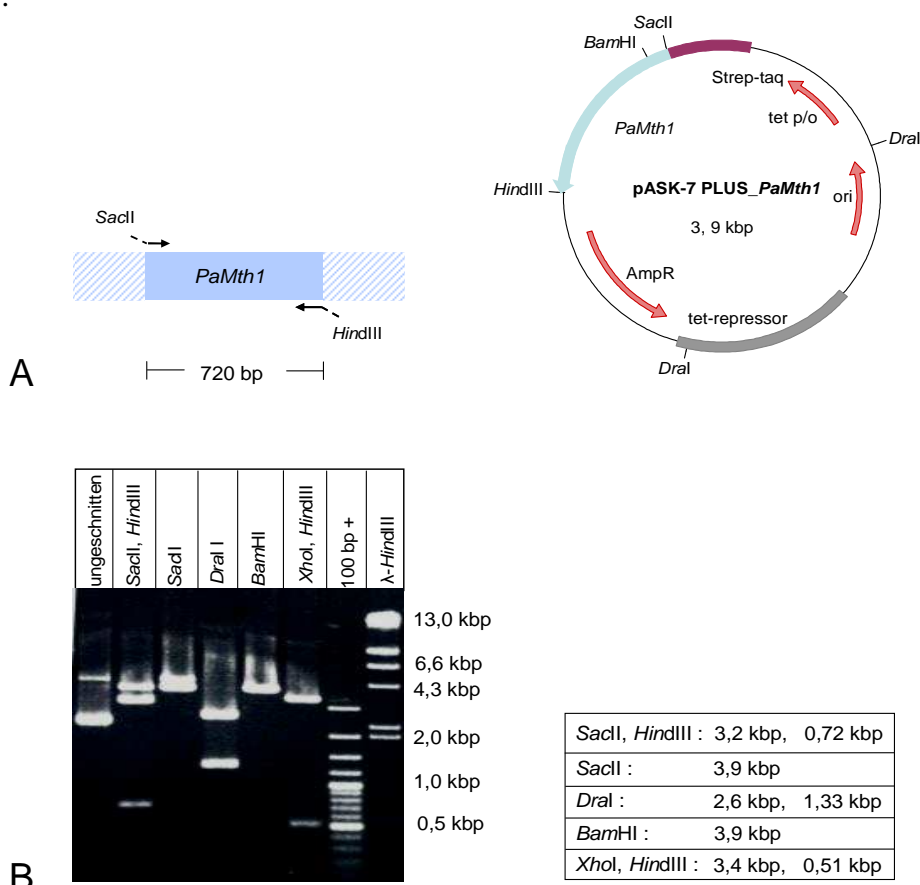 .
SacII
BamHI
Strep-taq
tet p/o
PaMth1
DraI
HindIII
pASK-7 PLUS_PaMth1
ori
3, 9 kbp
SacII
PaMth1
AmpR
HindIII
tet-repressor
720 bp
DraI
A
ungeschnitten
SacII, HindIII
SacII
Dral I
BamHI
XhoI, HindIII
100 bp +
λ-HindIII
13,0 kbp
6,6 kbp
4,3 kbp
2,0 kbp
1,0 kbp
0,5 kbp
SacII, HindIII : 3,2 kbp, 0,72 kbp
SacII : 3,9 kbp
DraI : 2,6 kbp, 1,33 kbp
BamHI : 3,9 kbp
XhoI, HindIII : 3,4 kbp, 0,51 kbp
B